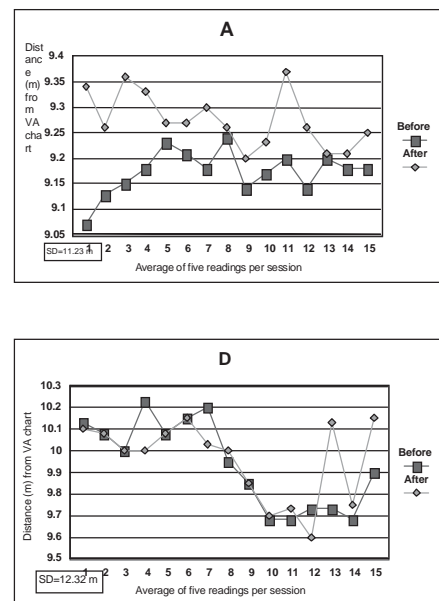 A
Dist
anc
e
(m)
from
VA
cha
rt
9.4
9.35
9.3
9.25
9.2
9.15
9.1
9.05
1 2 3 4 5 6 7 8 9 10 11 12 13 14 15
SD=11.23 m
Average of five readings per session
Before
After
D
Distance (m) from VA chart
10.3
10.2
10.1
10
9.9
9.8
9.7
9.6
9.5
1 2 3 4 5 6 7 8 9 10 11 12 13 14 15
SD=12.32 m
Average of five readings per session
Before
After